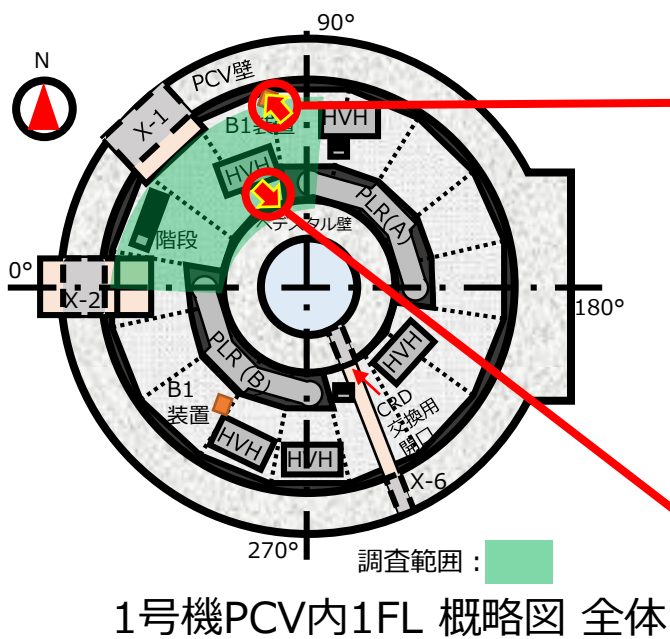 90°
N
PCV壁
X-1
B1装置
HVH
HVH
PLR(A)
ペデスタル壁
階段
0°
X-2
180°
PLR(B)
HVH
B1
装置
CRD
交換用
開口
HVH
HVH
X-6
270°
調査範囲：
1号機PCV内1FL 概略図 全体